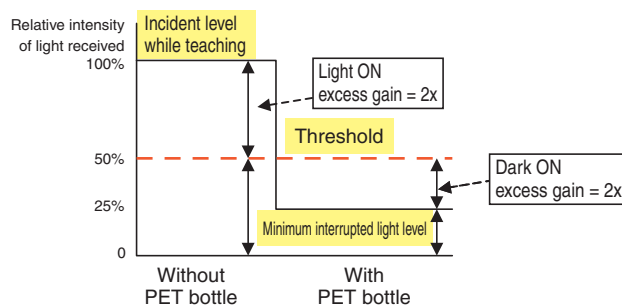 Relative intensity
of light received
Incident level
while teaching
100%
Light ON
excess gain = 2x
Threshold
50%
Dark ON
excess gain = 2x
25%
Minimum interrupted light level
0
Without
PET bottle
With
PET bottle